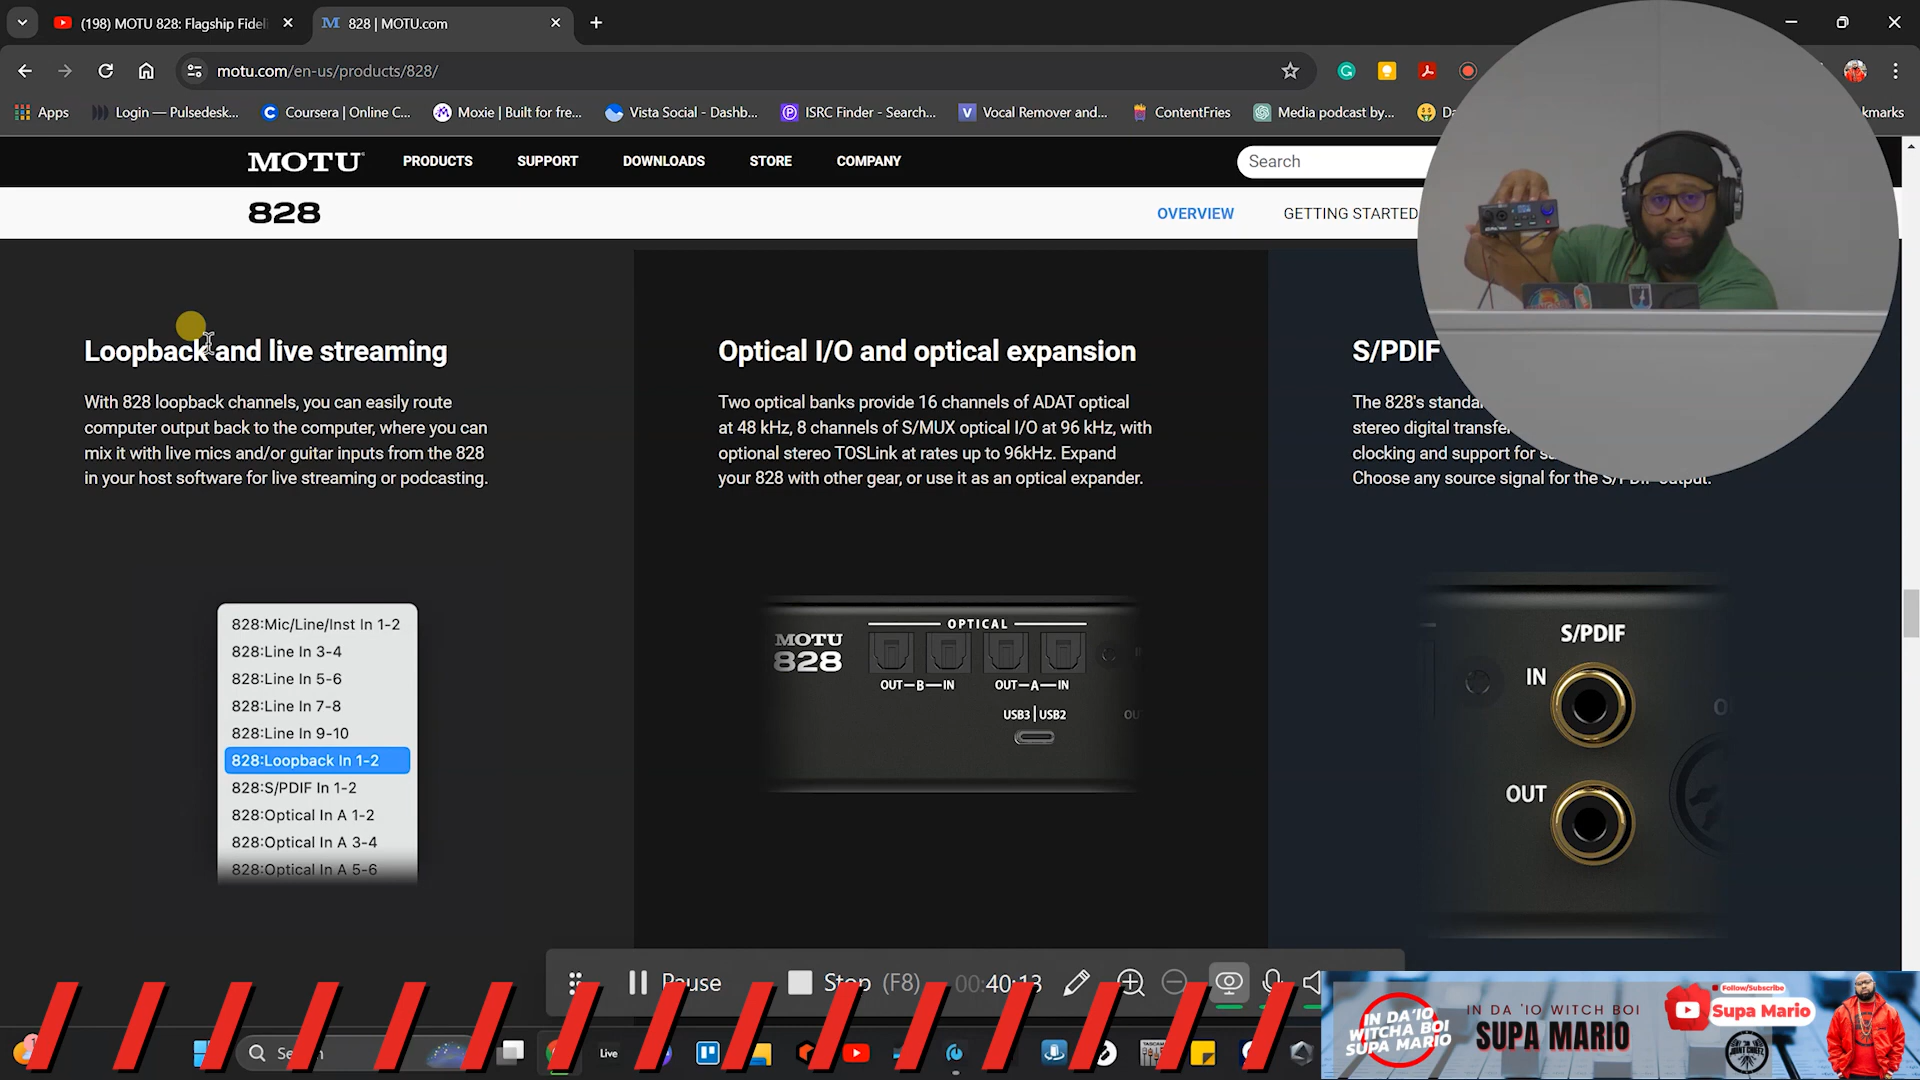 (198) MOTU 828: Flagship Fideli
828 | MOTU.com
motu.com/en-us/products/828/
Apps
Login — Pulsedesk...
Coursera | Online C...
Moxie | Built for fre...
Vista Social - Dashb...
ISRC Finder - Search...
Vocal Remover and...
ContentFries
Media podcast by...
MOTU
PRODUCTS
SUPPORT
DOWNLOADS
STORE
COMPANY
Search
828
OVERVIEW
GETTING STARTED
Loopback and live streaming
With 828 loopback channels, you can easily route
computer output back to the computer, where you can
mix it with live mics and/or guitar inputs from the 828
in your host software for live streaming or podcasting.
828:Mic/Line/Inst In 1-2
828:Line In 3-4
828:Line In 5-6
828:Line In 7-8
828:Line In 9-10
828:Loopback In 1-2
828:S/PDIF In 1-2
828:Optical In A 1-2
828:Optical In A 3-4
828:Optical In A 5-6
Optical I/O and optical expansion
Two optical banks provide 16 channels of ADAT optical
at 48 kHz, 8 channels of S/MUX optical I/O at 96 kHz, with
optional stereo TOSLink at rates up to 96kHz. Expand
your 828 with other gear, or use it as an optical expander.
OPTICAL
MOTU
828
OUT—B—IN
OUT—A—IN
USB3 | USB2
S/PDIF
The 828's
stereo digital
clocking and support for
Choose any source signal for the S/PDIF output.
S/PDIF
IN
OUT
Pause
Stop (F8)
00:40:13
Live
IN DA'IO
WITCHA BOI
SUPA MARIO
IN DA 'IO WITCH BOI
SUPA MARIO
Follow/Subscribe
Supa Mario